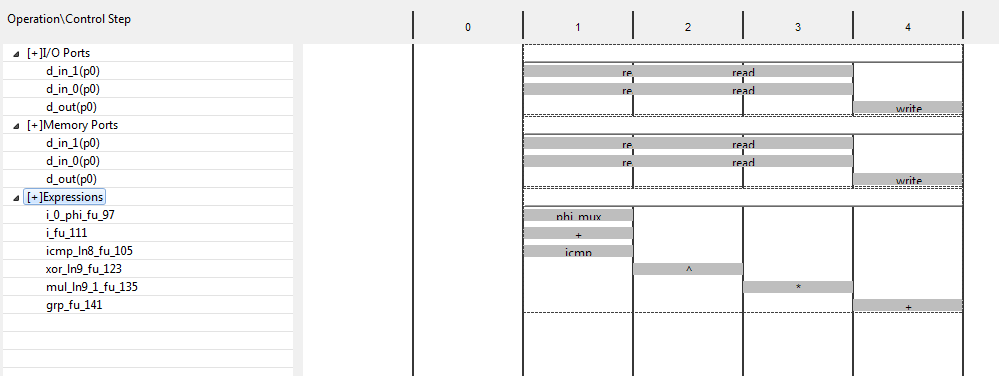 Operation\Control Step
0 1 2 3 4
[+]I/O Ports
d_in_1(p0) re read
d_in_0(p0) re read
d_out(p0) write
[+]Memory Ports
d_in_1(p0) re read
d_in_0(p0) re read
d_out(p0) write
[+]Expressions
i_0_phi_fu_97 phi_mux
i_fu_111 +
icmp_ln8_fu_105 icmp
xor_ln9_fu_123 ^
mul_ln9_1_fu_135 *
grp_fu_141 +